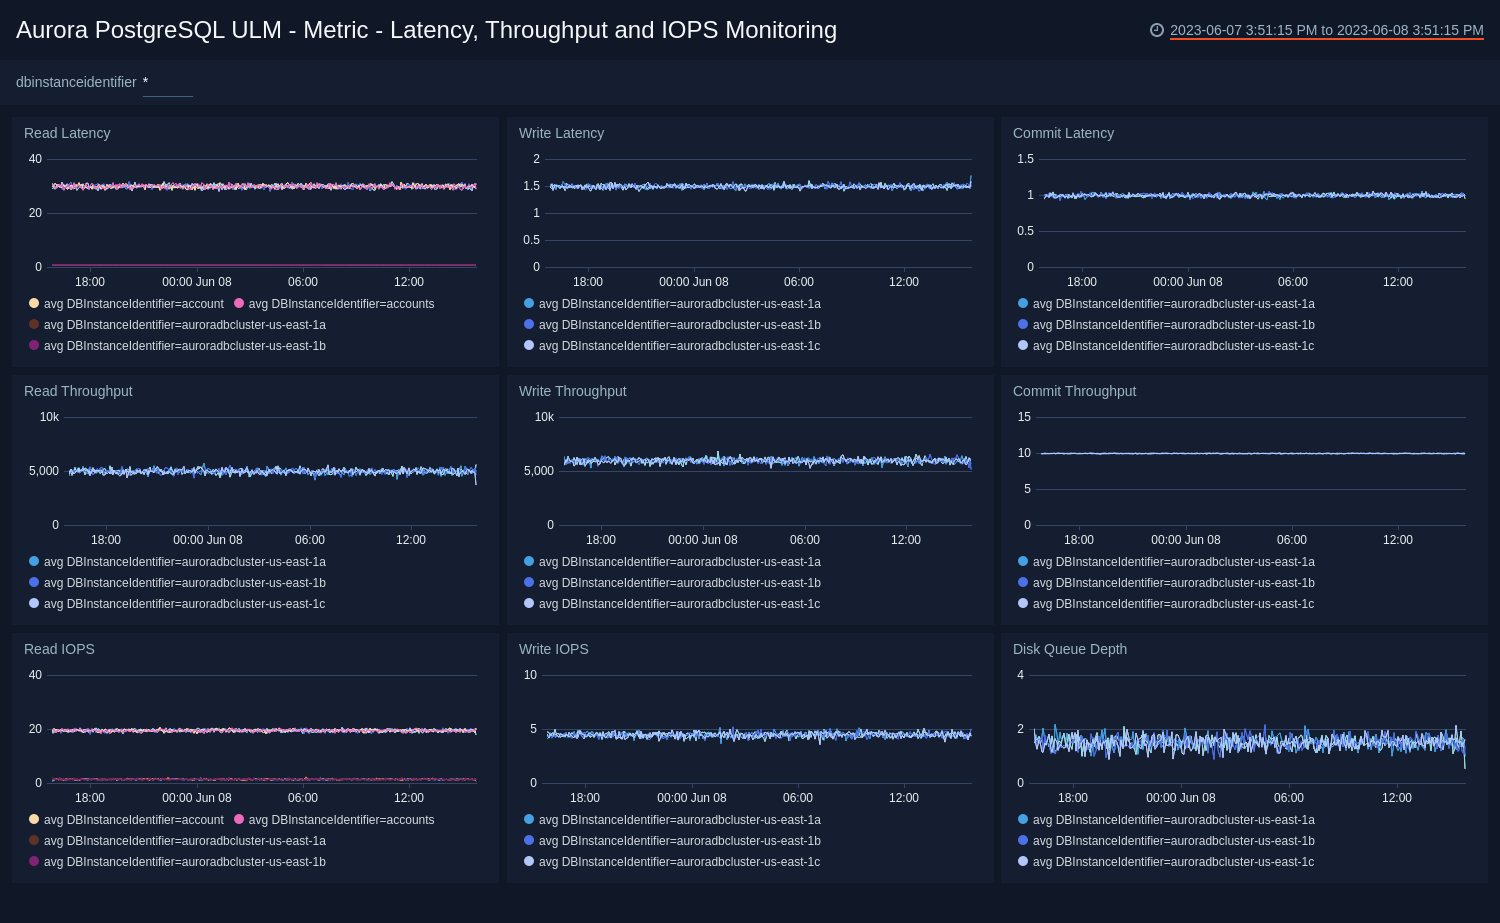 Aurora PostgreSQL ULM - Metric - Latency, Throughput and IOPS Monitoring
2023-06-07 3:51:15 PM to 2023-06-08 3:51:15 PM
dbinstanceidentifier *
Read Latency
40
20
0
18:00 00:00 Jun 08 06:00 12:00
avg DBInstanceIdentifier=account avg DBInstanceIdentifier=accounts
avg DBInstanceIdentifier=auroradbcluster-us-east-1a
avg DBInstanceIdentifier=auroradbcluster-us-east-1b
Write Latency
2
1.5
1
0.5
0
18:00 00:00 Jun 08 06:00 12:00
avg DBInstanceIdentifier=auroradbcluster-us-east-1a
avg DBInstanceIdentifier=auroradbcluster-us-east-1b
avg DBInstanceIdentifier=auroradbcluster-us-east-1c
Commit Latency
1.5
1
0.5
0
18:00 00:00 Jun 08 06:00 12:00
avg DBInstanceIdentifier=auroradbcluster-us-east-1a
avg DBInstanceIdentifier=auroradbcluster-us-east-1b
avg DBInstanceIdentifier=auroradbcluster-us-east-1c
Read Throughput
10k
5,000
0
18:00 00:00 Jun 08 06:00 12:00
avg DBInstanceIdentifier=auroradbcluster-us-east-1a
avg DBInstanceIdentifier=auroradbcluster-us-east-1b
avg DBInstanceIdentifier=auroradbcluster-us-east-1c
Write Throughput
10k
5,000
0
18:00 00:00 Jun 08 06:00 12:00
avg DBInstanceIdentifier=auroradbcluster-us-east-1a
avg DBInstanceIdentifier=auroradbcluster-us-east-1b
avg DBInstanceIdentifier=auroradbcluster-us-east-1c
Commit Throughput
15
10
5
0
18:00 00:00 Jun 08 06:00 12:00
avg DBInstanceIdentifier=auroradbcluster-us-east-1a
avg DBInstanceIdentifier=auroradbcluster-us-east-1b
avg DBInstanceIdentifier=auroradbcluster-us-east-1c
Read IOPS
40
20
0
18:00 00:00 Jun 08 06:00 12:00
avg DBInstanceIdentifier=account avg DBInstanceIdentifier=accounts
avg DBInstanceIdentifier=auroradbcluster-us-east-1a
avg DBInstanceIdentifier=auroradbcluster-us-east-1b
Write IOPS
10
5
0
18:00 00:00 Jun 08 06:00 12:00
avg DBInstanceIdentifier=auroradbcluster-us-east-1a
avg DBInstanceIdentifier=auroradbcluster-us-east-1b
avg DBInstanceIdentifier=auroradbcluster-us-east-1c
Disk Queue Depth
4
2
0
18:00 00:00 Jun 08 06:00 12:00
avg DBInstanceIdentifier=auroradbcluster-us-east-1a
avg DBInstanceIdentifier=auroradbcluster-us-east-1b
avg DBInstanceIdentifier=auroradbcluster-us-east-1c